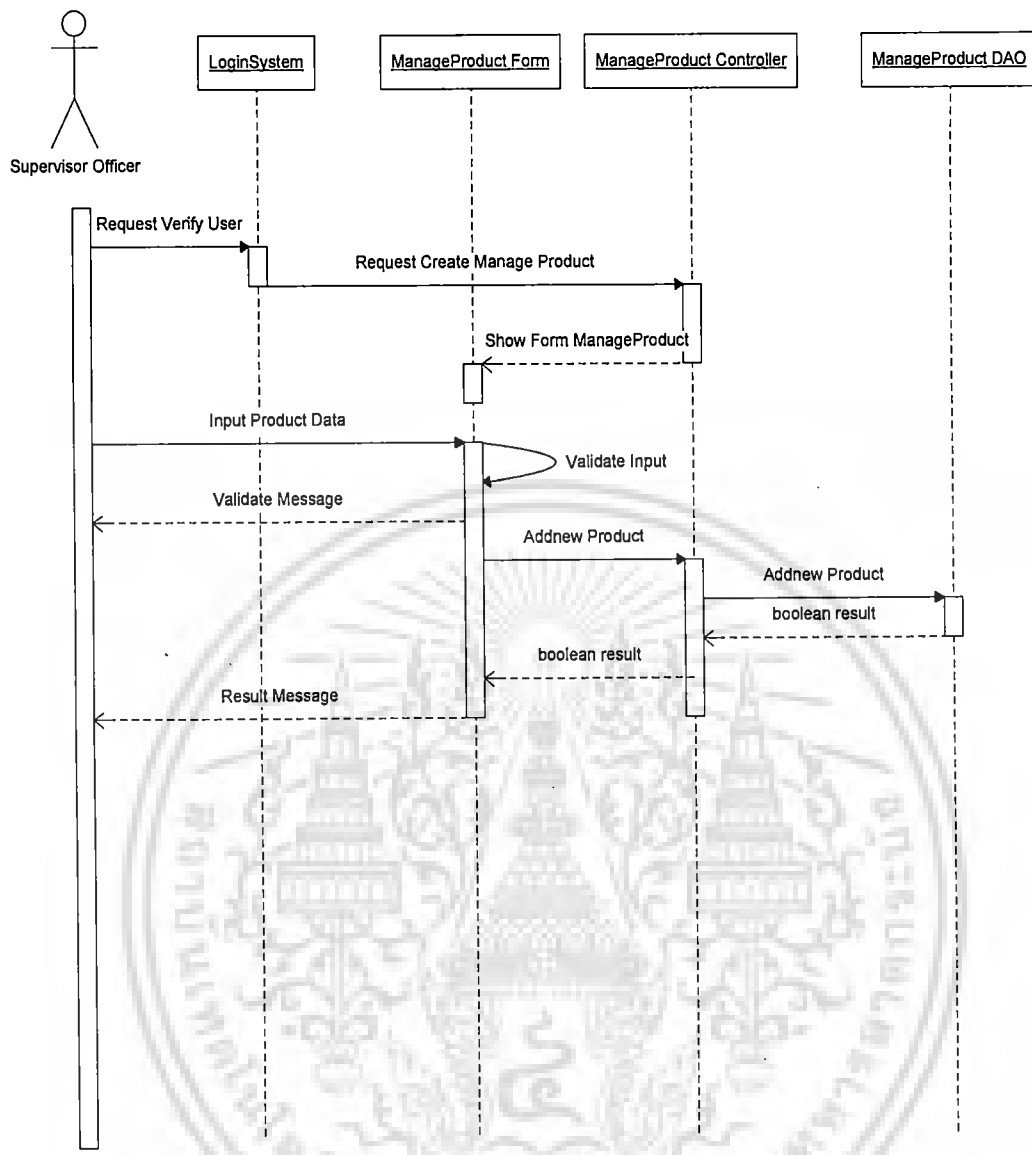 LoginSystem
ManageProduct Form
ManageProduct Controller
ManageProduct DAO
Supervisor Officer
Request Verify User
Request Create Manage Product
Show Form ManageProduct
Input Product Data
Validate Input
Validate Message
Addnew Product
Addnew Product
boolean result
boolean result
Result Message